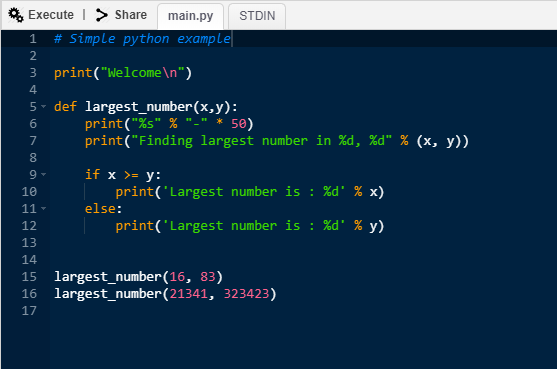 Execute | Share main.py STDIN
1 # Simple python example
2
3 print("Welcome\n")
4
5 def largest_number(x,y):
6     print("%s" % "-" * 50)
7     print("Finding largest number in %d, %d" % (x, y))
8
9     if x >= y:
10         print('Largest number is : %d' % x)
11     else:
12         print('Largest number is : %d' % y)
13
14
15 largest_number(16, 83)
16 largest_number(21341, 323423)
17